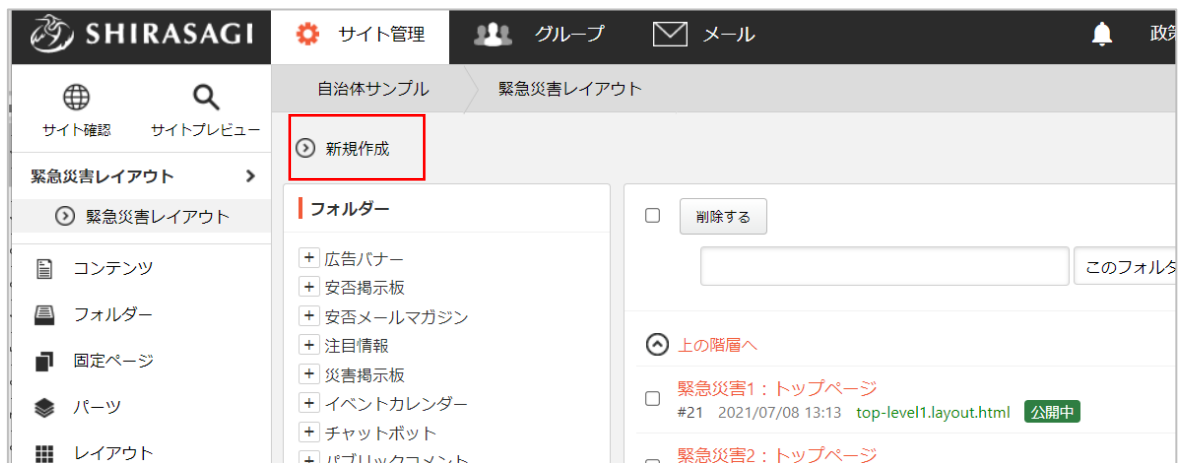 SHIRASAGI サイト管理 グループ メール
サイト確認 サイトプレビュー
緊急災害レイアウト
緊急災害レイアウト
コンテンツ
フォルダー
固定ページ
パーツ
レイアウト
自治体サンプル 緊急災害レイアウト
新規作成
フォルダー
広告バナー
安否掲示板
安否メールマガジン
注目情報
災害掲示板
イベントカレンダー
チャットボット
パブリックコメント
削除する
このフォルダ
上の階層へ
緊急災害1：トップページ
#21 2021/07/08 13:13 top-level1.layout.html 公開中
緊急災害2：トップページ